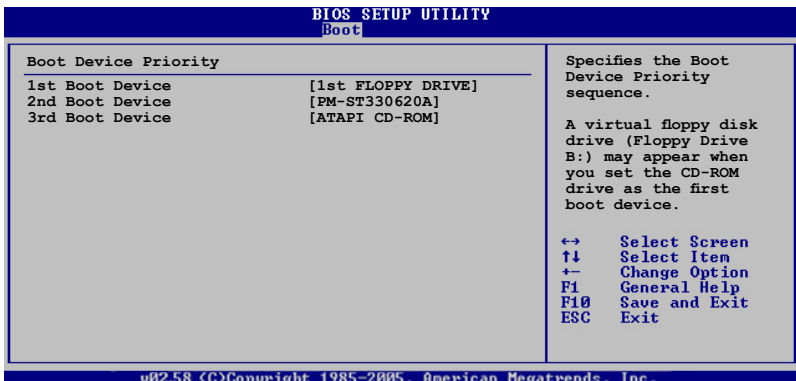 BIOS SETUP UTILITY
Boot
Boot Device Priority
1st Boot Device [1st FLOPPY DRIVE]
2nd Boot Device [PM-ST330620A]
3rd Boot Device [ATAPI CD-ROM]
Specifies the Boot
Device Priority
sequence.
A virtual floppy disk
drive (Floppy Drive
B:) may appear when
you set the CD-ROM
drive as the first
boot device.
←→ Select Screen
↑↓ Select Item
+- Change Option
F1 General Help
F10 Save and Exit
ESC Exit
v02.58 (C)Copyright 1985-2005, American Megatrends, Inc.